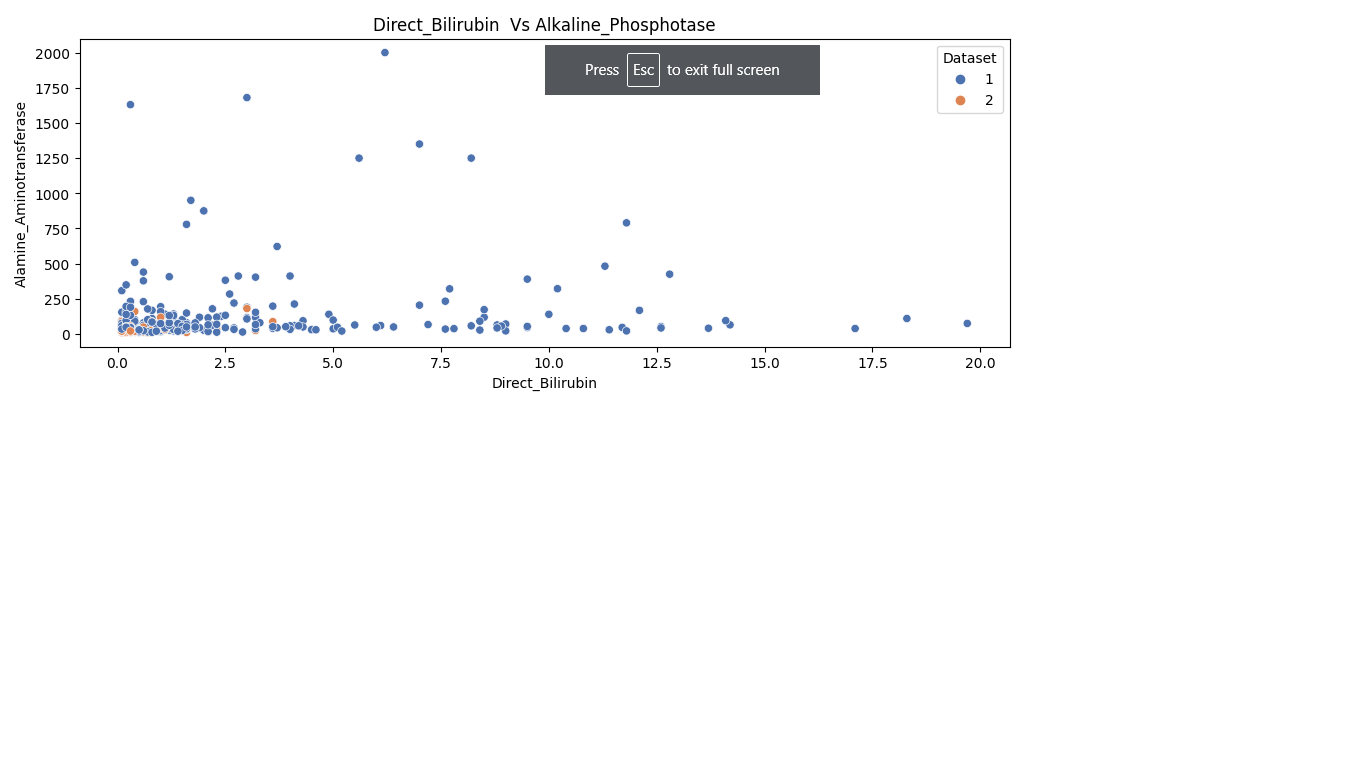 Direct_Bilirubin  Vs Alkaline_Phosphotase
Press Esc to exit full screen
Dataset
1
2
Alamine_Aminotransferase
2000
1750
1500
1250
1000
750
500
250
0
0.0 2.5 5.0 7.5 10.0 12.5 15.0 17.5 20.0
Direct_Bilirubin